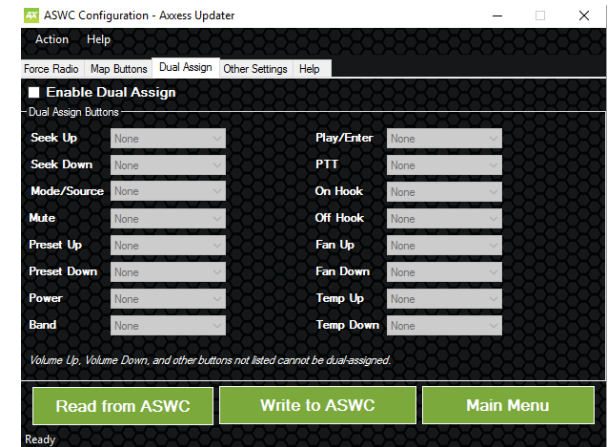 AX ASWC Configuration - Axxess Updater
Action Help
Force Radio Map Buttons Dual Assign Other Settings Help
Enable Dual Assign
Dual Assign Buttons
Seek Up None Play/Enter None
Seek Down None PTT None
Mode/Source None On Hook None
Mute None Off Hook None
Preset Up None Fan Up None
Preset Down None Fan Down None
Power None Temp Up None
Band None Temp Down None
Volume Up, Volume Down, and other buttons not listed cannot be dual-assigned.
Read from ASWC Write to ASWC Main Menu
Ready